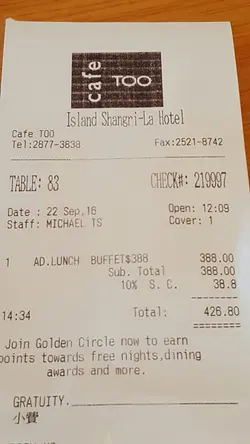 cafe TOO
Island Shangri-La Hotel
Cafe TOO
Tel:2877-3838 Fax:2521-8742
TABLE: 83 CHECK#: 219997
Date : 22 Sep,16 Open: 12:09
Staff: MICHAEL TS Cover: 1
1 AD.LUNCH BUFFET$388 388.00
Sub. Total 388.00
10% S. C. 38.8
14:34 Total: 426.80
Join Golden Circle now to earn
points towards free nights,dining
awards and more.
GRATUITY.
小費